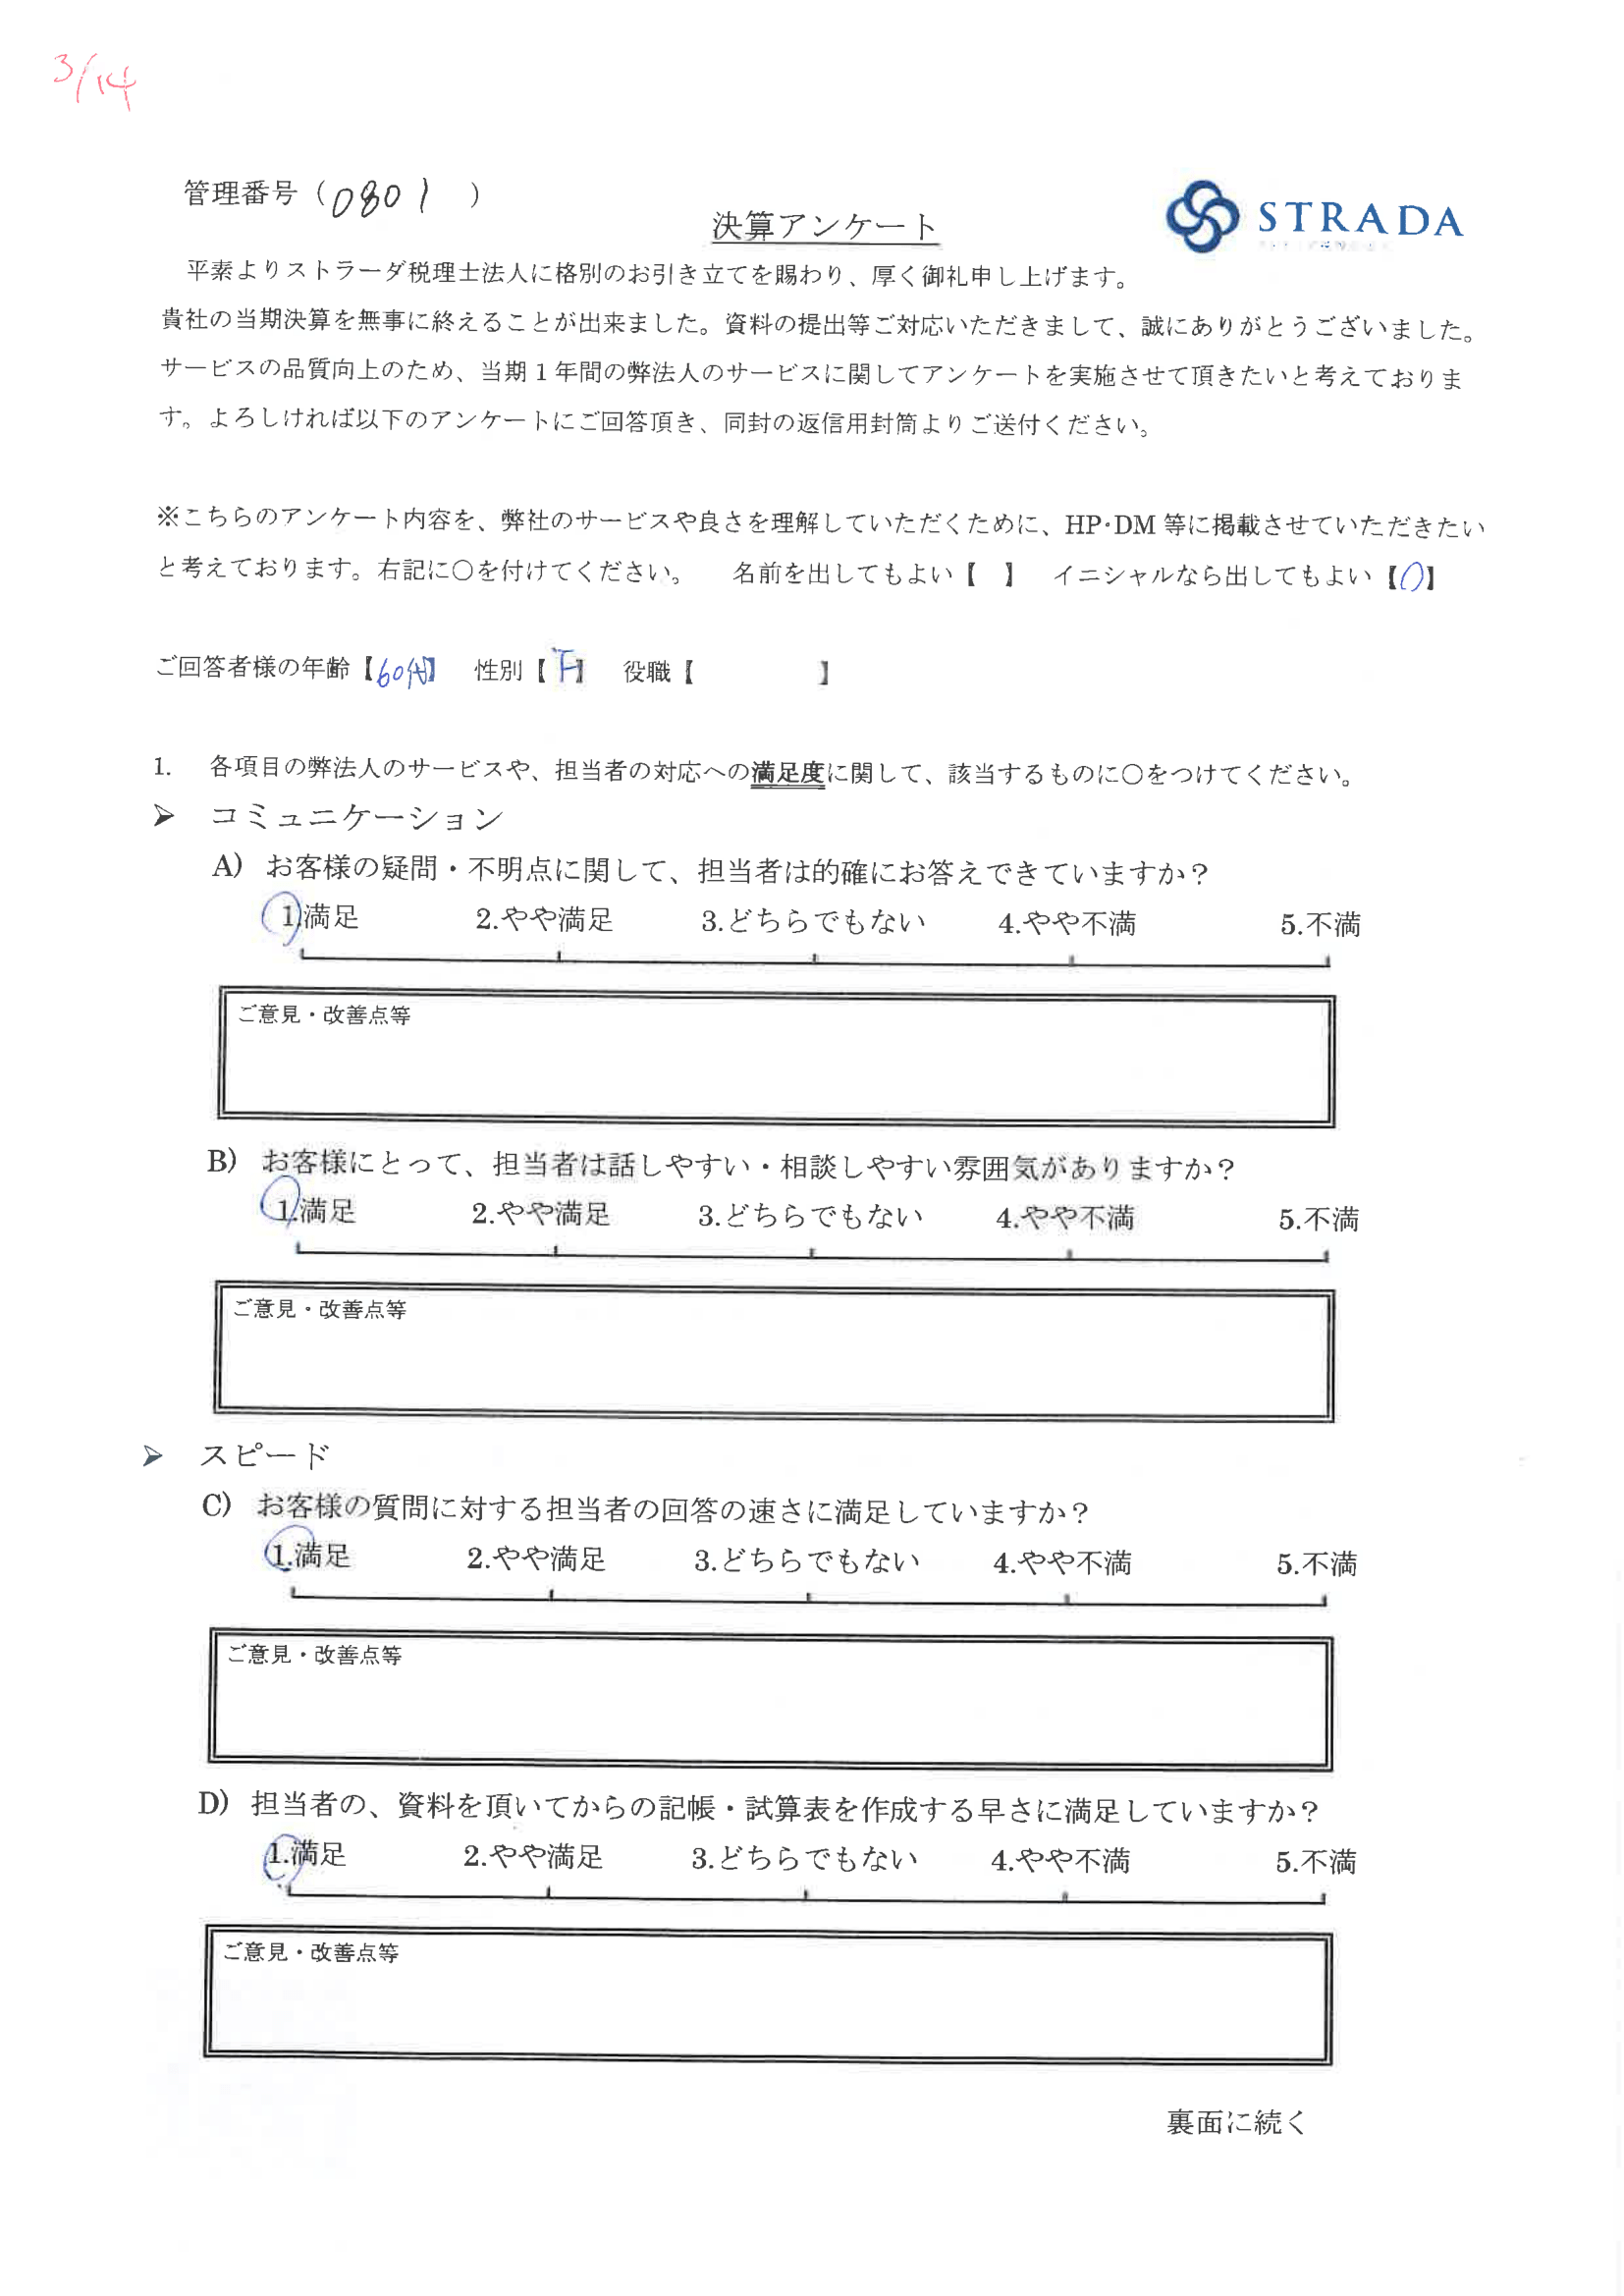 3/14
管理番号（0801　）
STRADA
決算アンケート
平素よりストラーダ税理士法人に格別のお引き立てを賜わり、厚く御礼申し上げます。
貴社の当期決算を無事に終えることが出来ました。資料の提出等ご対応いただきまして、誠にありがとうございました。
サービスの品質向上のため、当期1年間の弊法人のサービスに関してアンケートを実施させて頂きたいと考えておりま
す。よろしければ以下のアンケートにご回答頂き、同封の返信用封筒よりご送付ください。
※こちらのアンケート内容を、弊社のサービスや良さを理解していただくために、HP･DM 等に掲載させていただきたい
と考えております。右記に〇を付けてください。　名前を出してもよい【　】　イニシャルなら出してもよい【〇】
ご回答者様の年齢【60代】　性別【F】　役職【　　　　　】
1.　各項目の弊法人のサービスや、担当者の対応への満足度に関して、該当するものに〇をつけてください。
➢　コミュニケーション
A)　お客様の疑問・不明点に関して、担当者は的確にお答えできていますか？
1.満足　2.やや満足　3.どちらでもない　4.やや不満　5.不満
ご意見・改善点等
B)　お客様にとって、担当者は話しやすい・相談しやすい雰囲気がありますか？
1.満足　2.やや満足　3.どちらでもない　4.やや不満　5.不満
ご意見・改善点等
➢　スピード
C)　お客様の質問に対する担当者の回答の速さに満足していますか？
1.満足　2.やや満足　3.どちらでもない　4.やや不満　5.不満
ご意見・改善点等
D)　担当者の、資料を頂いてからの記帳・試算表を作成する早さに満足していますか？
1.満足　2.やや満足　3.どちらでもない　4.やや不満　5.不満
ご意見・改善点等
裏面に続く